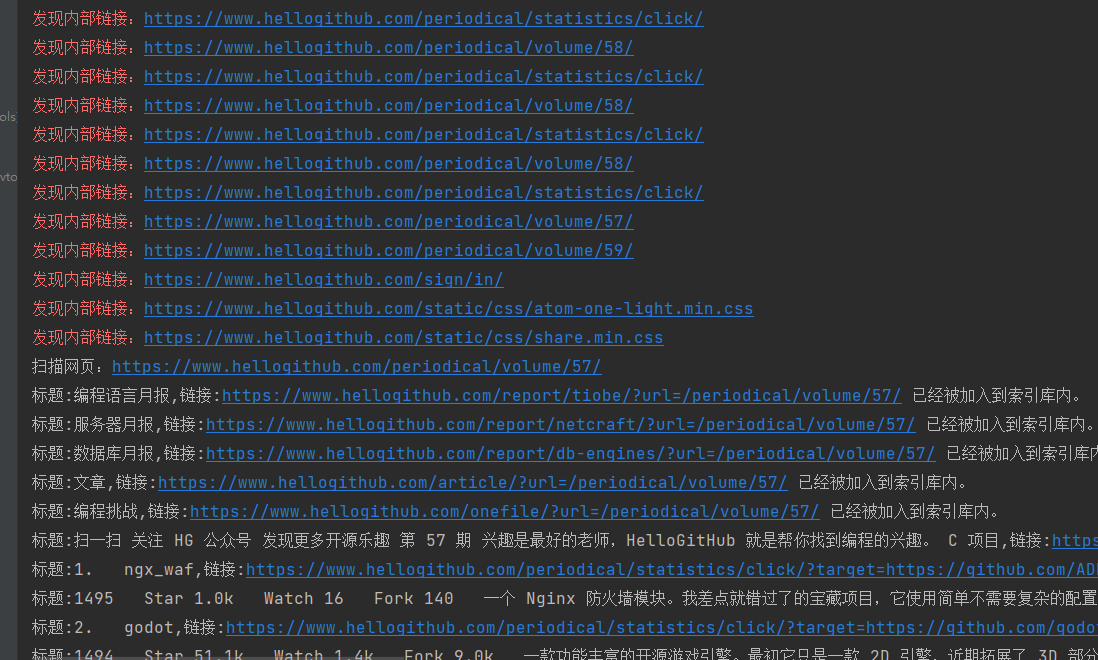 发现内部链接：https://www.hellogithub.com/periodical/statistics/click/
发现内部链接：https://www.hellogithub.com/periodical/volume/58/
发现内部链接：https://www.hellogithub.com/periodical/statistics/click/
发现内部链接：https://www.hellogithub.com/periodical/volume/58/
发现内部链接：https://www.hellogithub.com/periodical/statistics/click/
发现内部链接：https://www.hellogithub.com/periodical/volume/58/
发现内部链接：https://www.hellogithub.com/periodical/statistics/click/
发现内部链接：https://www.hellogithub.com/periodical/volume/57/
发现内部链接：https://www.hellogithub.com/periodical/volume/59/
发现内部链接：https://www.hellogithub.com/sign/in/
发现内部链接：https://www.hellogithub.com/static/css/atom-one-light.min.css
发现内部链接：https://www.hellogithub.com/static/css/share.min.css
扫描网页：https://www.hellogithub.com/periodical/volume/57/
标题:编程语言月报,链接:https://www.hellogithub.com/report/tiobe/?url=/periodical/volume/57/ 已经被加入到索引库内。
标题:服务器月报,链接:https://www.hellogithub.com/report/netcraft/?url=/periodical/volume/57/ 已经被加入到索引库内。
标题:数据库月报,链接:https://www.hellogithub.com/report/db-engines/?url=/periodical/volume/57/ 已经被加入到索引库内
标题:文章,链接:https://www.hellogithub.com/article/?url=/periodical/volume/57/ 已经被加入到索引库内。
标题:编程挑战,链接:https://www.hellogithub.com/onefile/?url=/periodical/volume/57/ 已经被加入到索引库内。
标题:扫一扫 关注 HG 公众号 发现更多开源乐趣 第 57 期 兴趣是最好的老师，HelloGitHub 就是帮你找到编程的兴趣。 C 项目,链接:https
标题:1. ngx_waf,链接:https://www.hellogithub.com/periodical/statistics/click/?target=https://github.com/AD
标题:1495 Star 1.0k Watch 16 Fork 140 一个 Nginx 防火墙模块。我差点就错过了的宝藏项目，它使用简单不需要复杂的配置
标题:2. godot,链接:https://www.hellogithub.com/periodical/statistics/click/?target=https://github.com/godo
标题:1494 Star 51.1k Watch 1.4k Fork 9.0k 一款功能丰富的开源游戏引擎。最初它只是一款 2D 引擎，近期拓展了 3D 部分
ols
vto